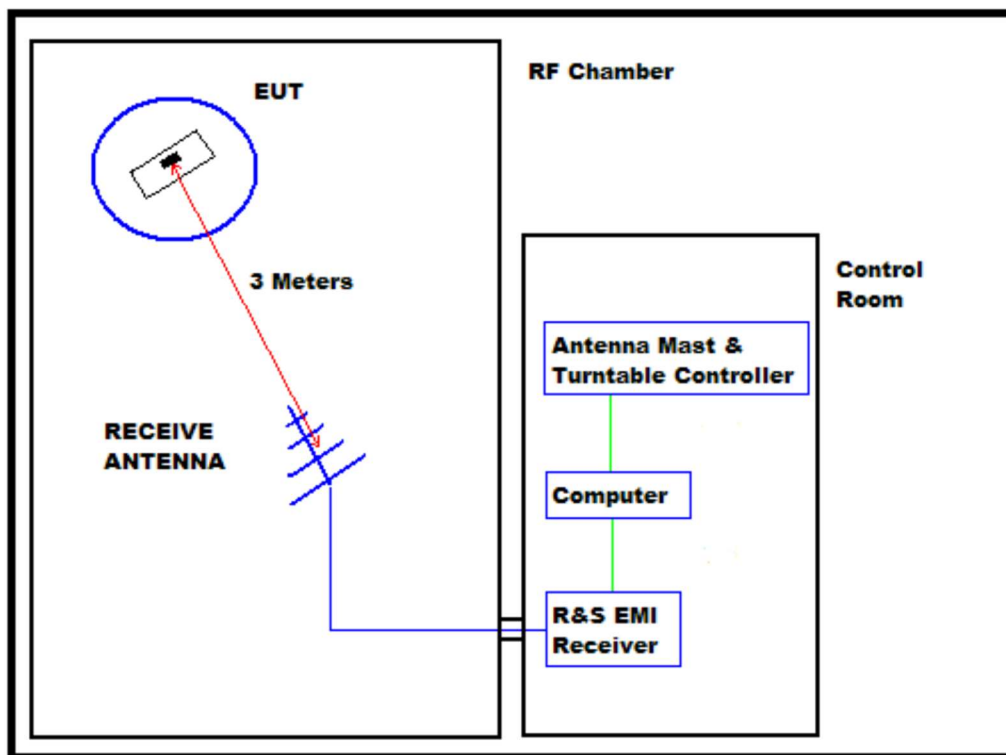 EUT
RF Chamber
3 Meters
RECEIVE
ANTENNA
Control
Room
Antenna Mast &
Turntable Controller
Computer
R&S EMI
Receiver